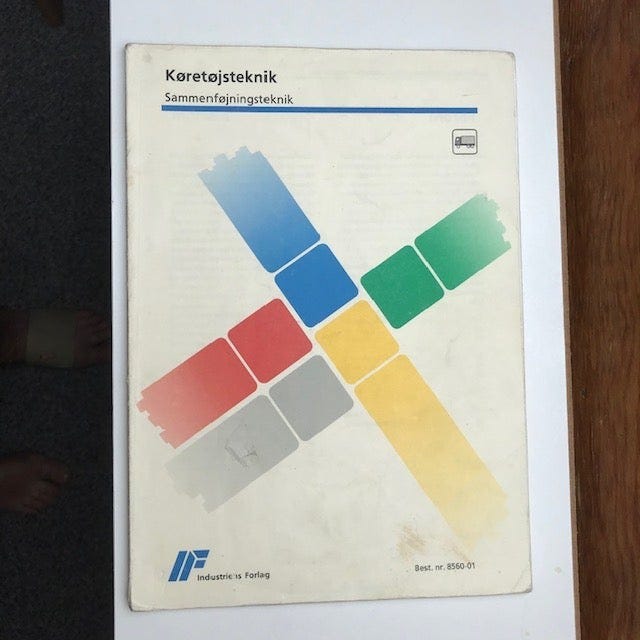 Køretøjsteknik
Sammenføjningsteknik
Industriens Forlag
Best. nr. 8560-01